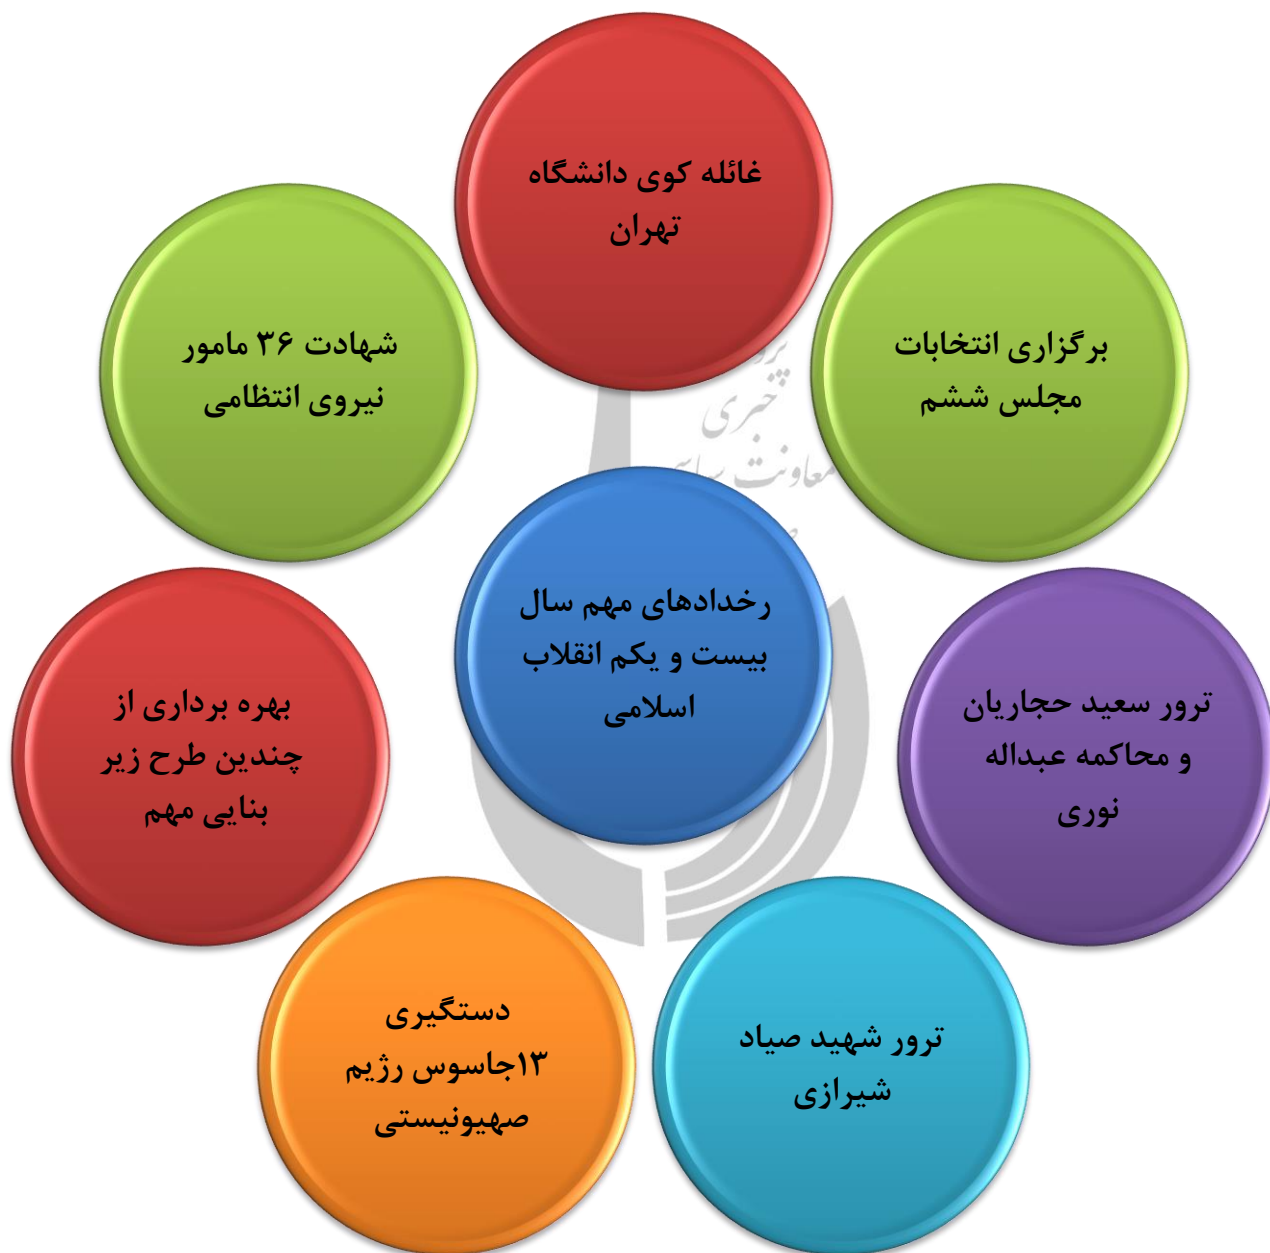 غائله کوی دانشگاه
تهران
برگزاری انتخابات
مجلس ششم
شهادت ۳۶ مامور
نیروی انتظامی
خبری
معاونت
رخدادهای مهم سال
بیست و یکم انقلاب
اسلامی
ترور سعید حجاریان
و محاکمه عبداله
نوری
بهره برداری از
چندین طرح زیر
بنایی مهم
ترور شهید صیاد
شیرازی
دستگیری
۱۳جاسوس رژیم
صهیونیستی